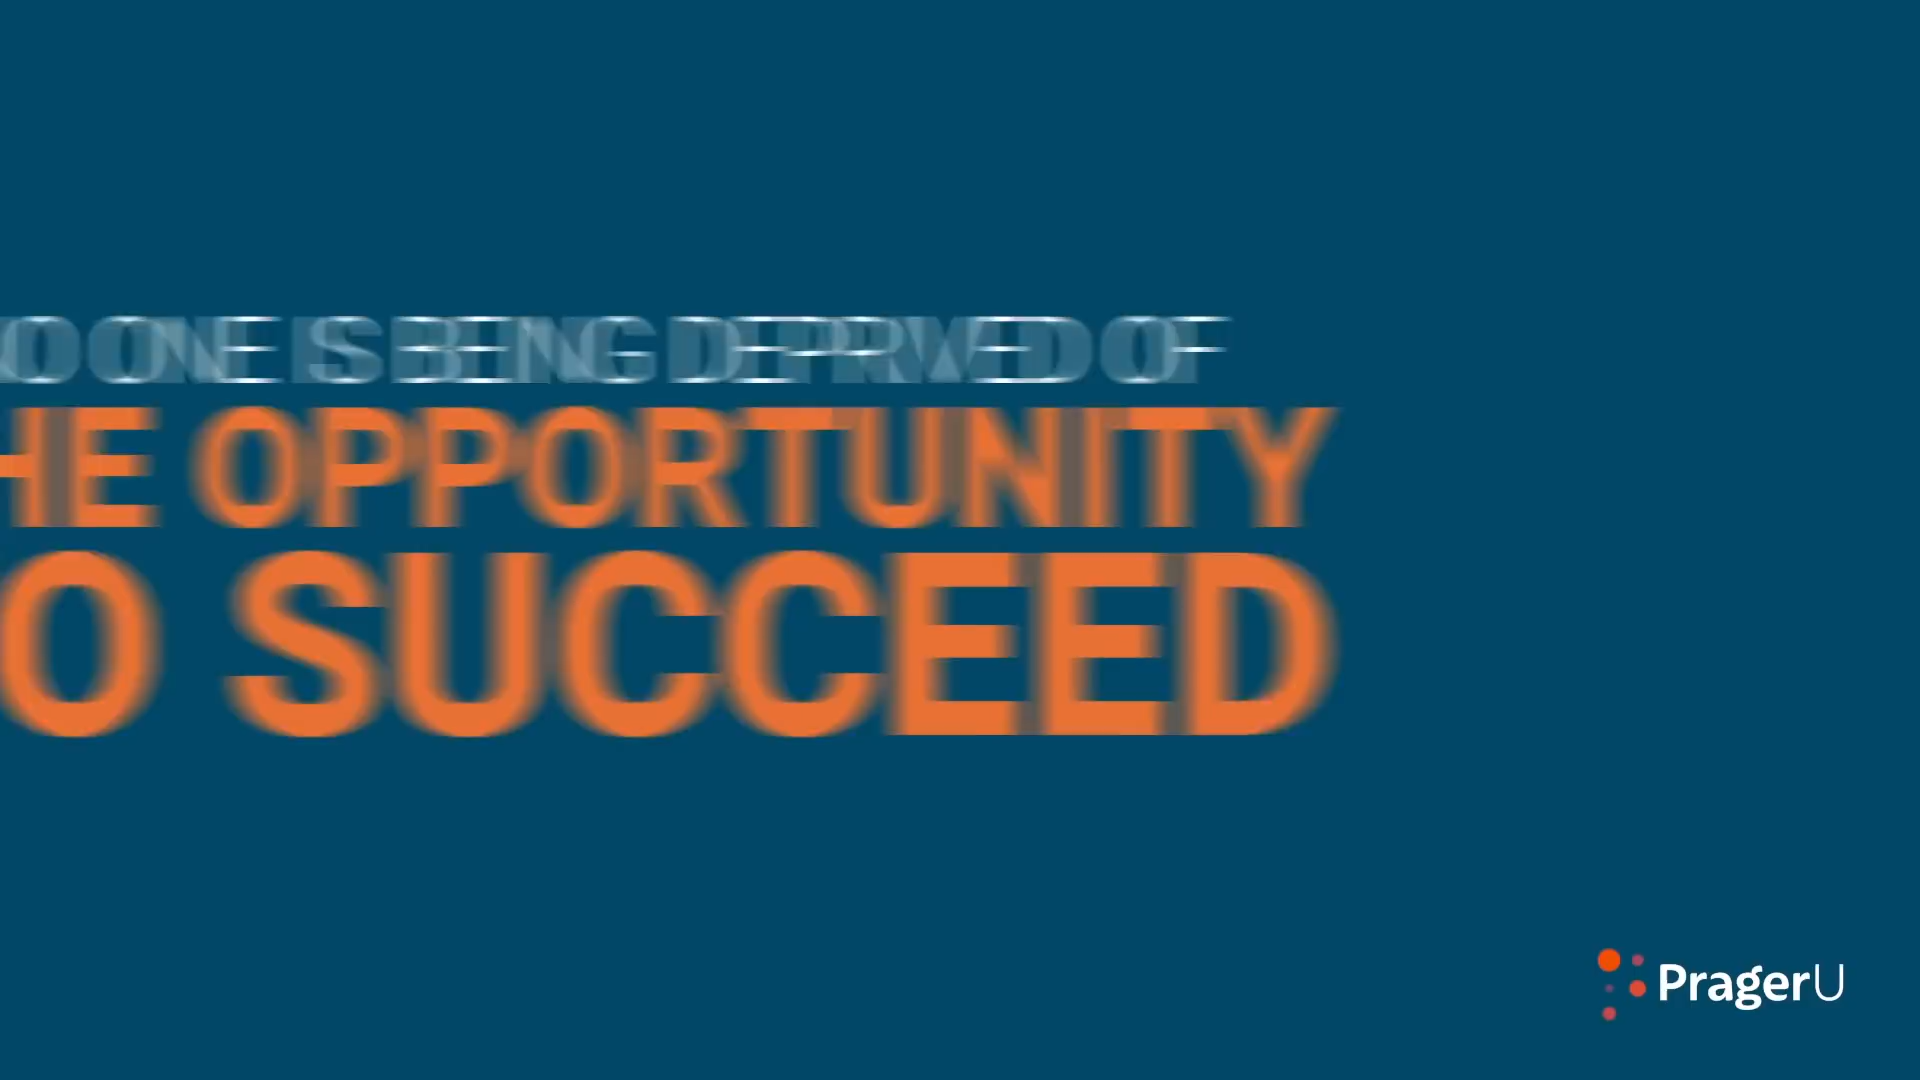 O ONE IS BEING DEPRIVED OF
HE OPPORTUNITY
O SUCCEED
PragerU